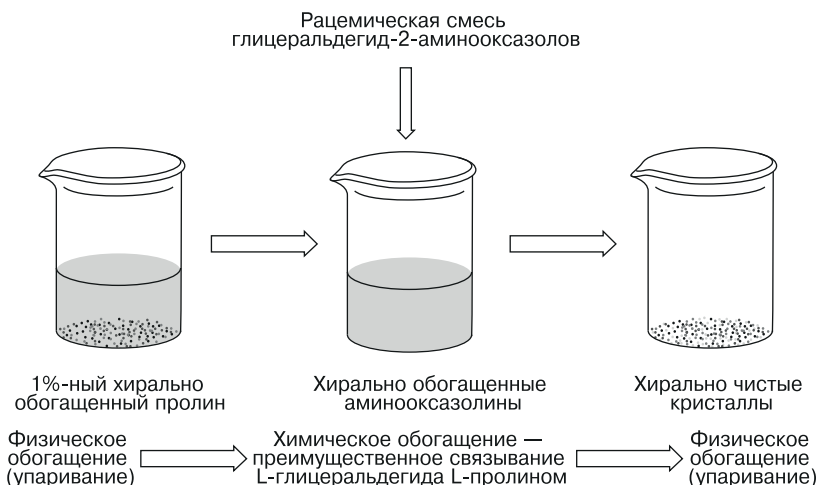 Рацемическая смесь
глицеральдегид-2-аминооксазолов
1%-ный хирально
обогащенный пролин
Хирально обогащенные
аминооксазолины
Хирально чистые
кристаллы
Физическое
обогащение
(упаривание)
Химическое обогащение —
преимущественное связывание
L-глицеральдегида L-пролином
Физическое
обогащение
(упаривание)